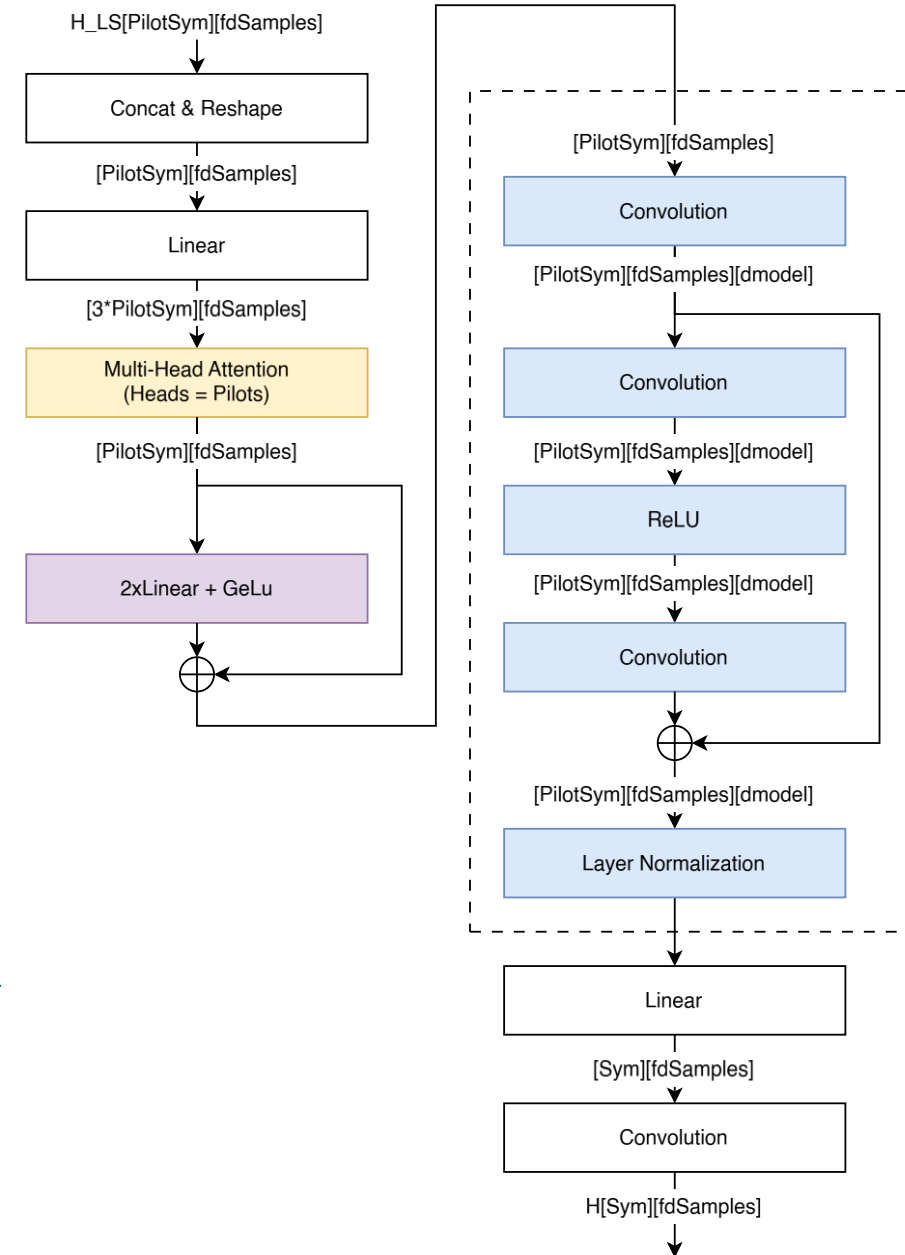 H_LS[PilotSym][fdSamples]
Concat & Reshape
[PilotSym][fdSamples]
Linear
[3*PilotSym][fdSamples]
Multi-Head Attention
(Heads = Pilots)
[PilotSym][fdSamples]
2xLinear + GeLu
[PilotSym][fdSamples]
Convolution
[PilotSym][fdSamples][dmodel]
Convolution
[PilotSym][fdSamples][dmodel]
ReLU
[PilotSym][fdSamples][dmodel]
Convolution
[PilotSym][fdSamples][dmodel]
Layer Normalization
Linear
[Sym][fdSamples]
Convolution
H[Sym][fdSamples]